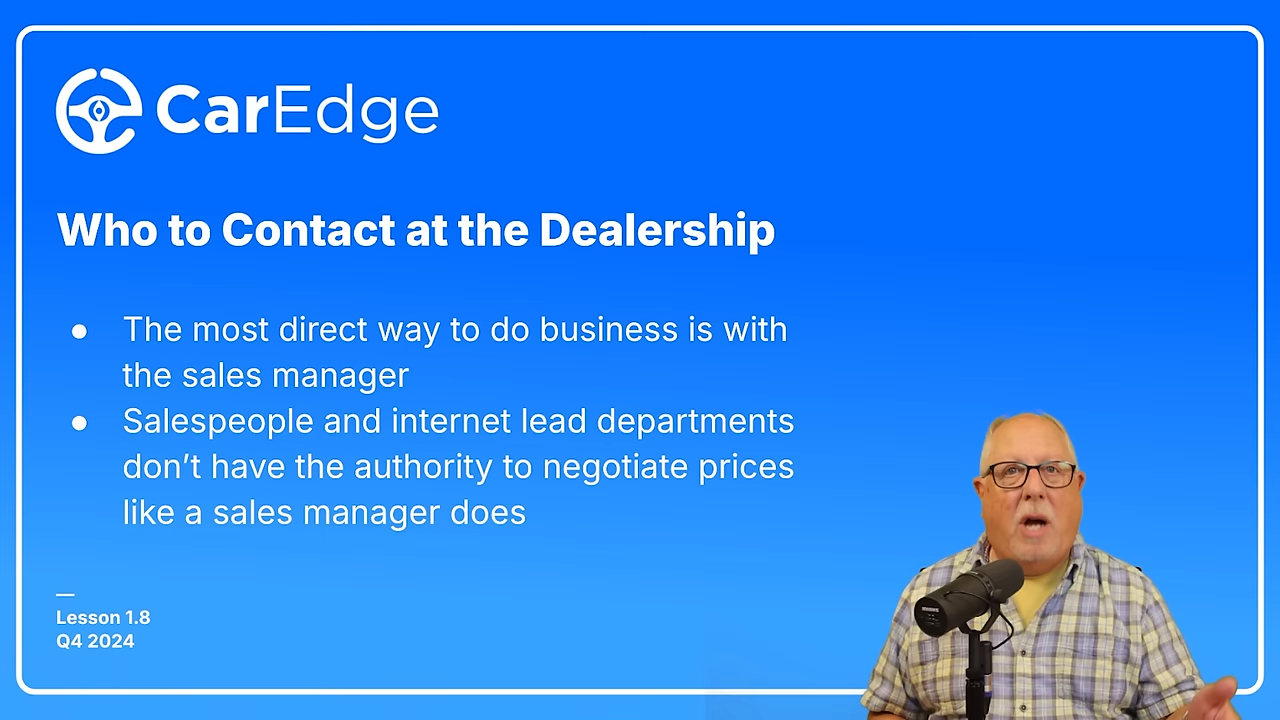 CarEdge
Who to Contact at the Dealership
● The most direct way to do business is with
the sales manager
● Salespeople and internet lead departments
don’t have the authority to negotiate prices
like a sales manager does
—
Lesson 1.8
Q4 2024